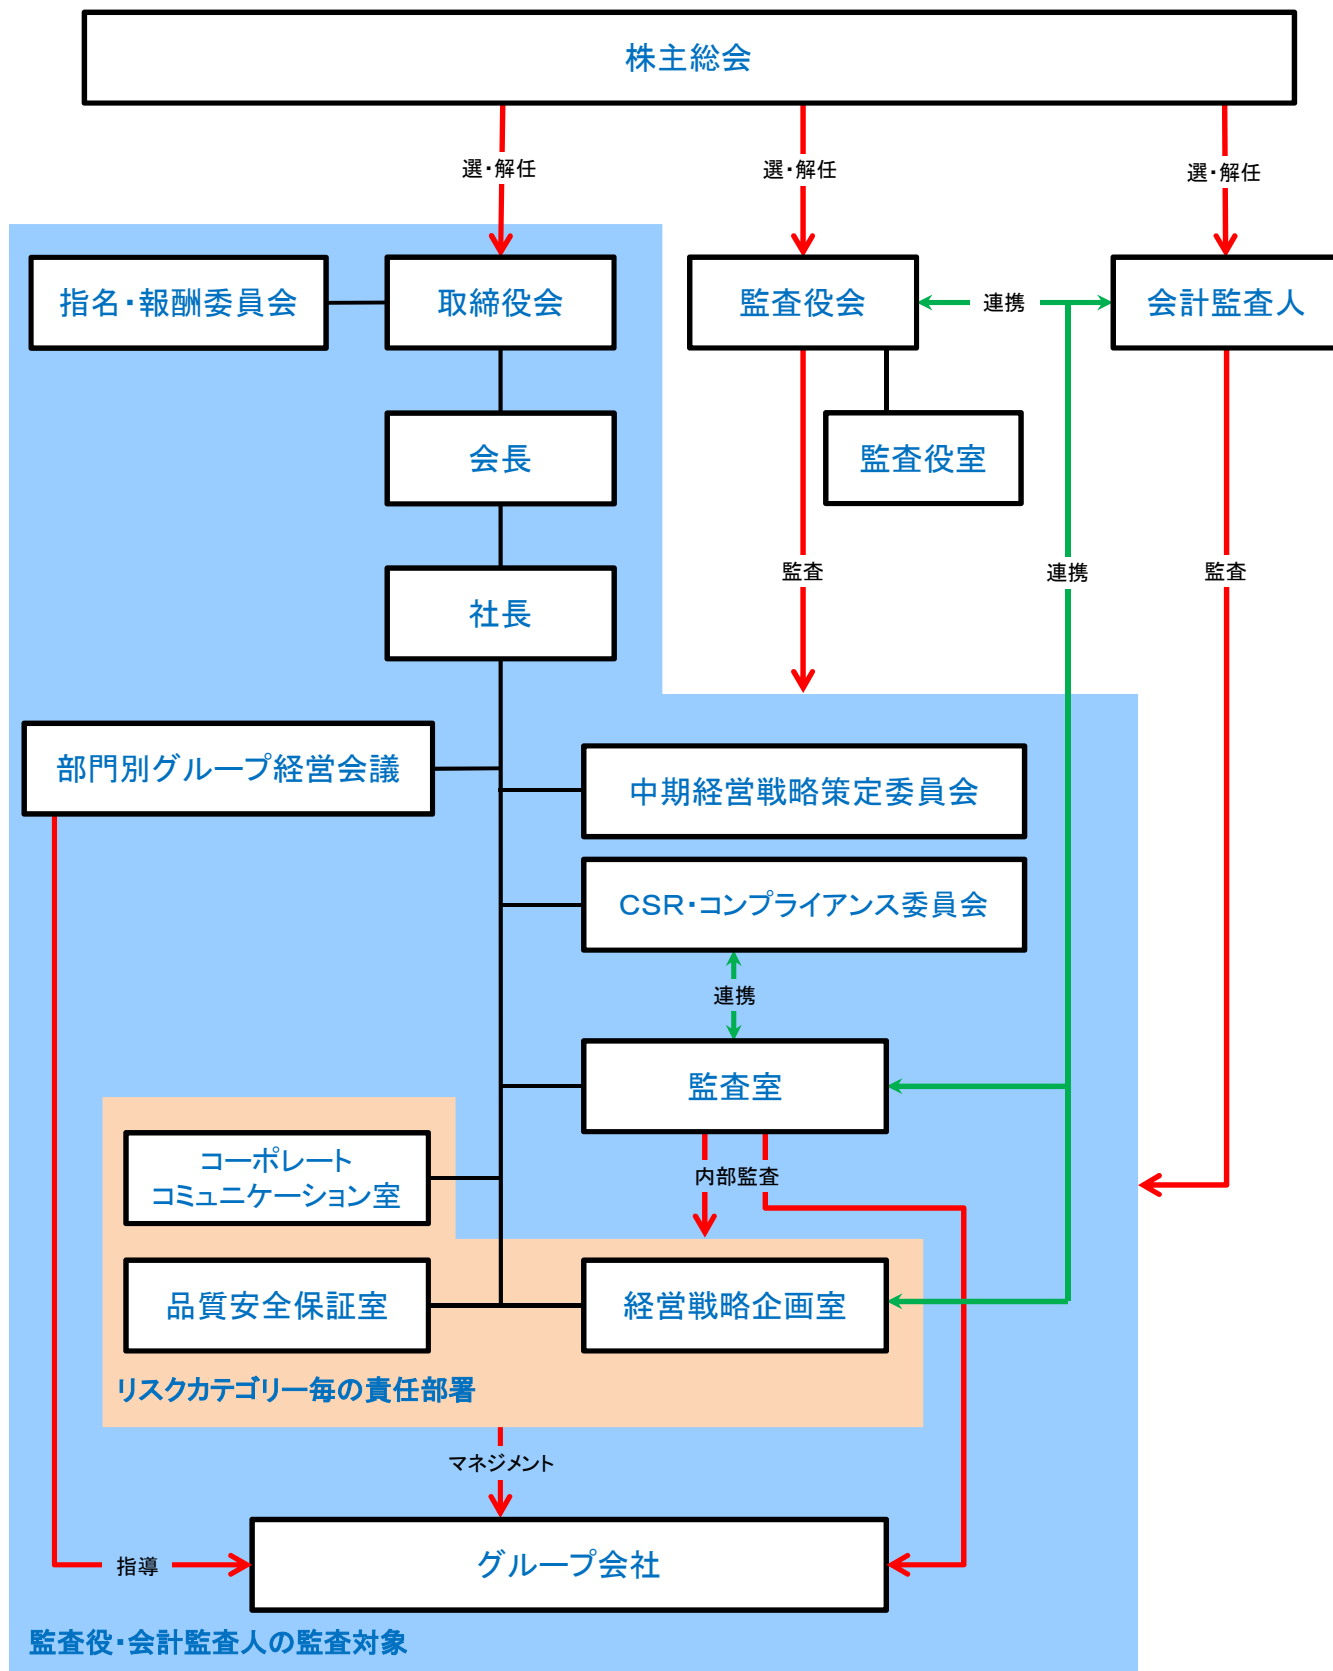 株主総会
選・解任
選・解任
選・解任
指名・報酬委員会
取締役会
監査役会
連携
会計監査人
会長
監査役室
社長
監査
連携
監査
部門別グループ経営会議
中期経営戦略策定委員会
CSR・コンプライアンス委員会
連携
監査室
コーポレート
コミュニケーション室
内部監査
品質安全保証室
経営戦略企画室
リスクカテゴリー毎の責任部署
マネジメント
指導
グループ会社
監査役・会計監査人の監査対象